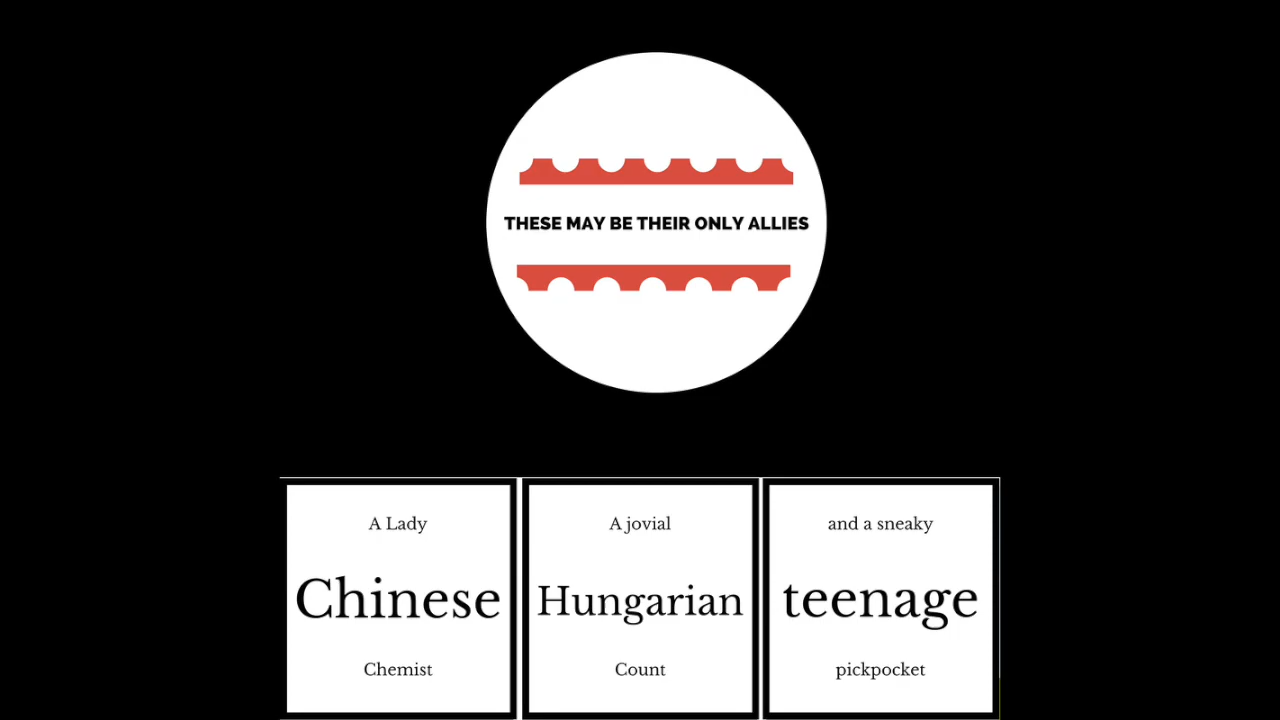 THESE MAY BE THEIR ONLY ALLIES
A Lady
Chinese
Chemist
A jovial
Hungarian
Count
and a sneaky
teenage
pickpocket